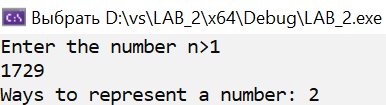 Выбрать D:\vs\LAB_2\x64\Debug\LAB_2.exe
Enter the number n>1
1729
Ways to represent a number: 2